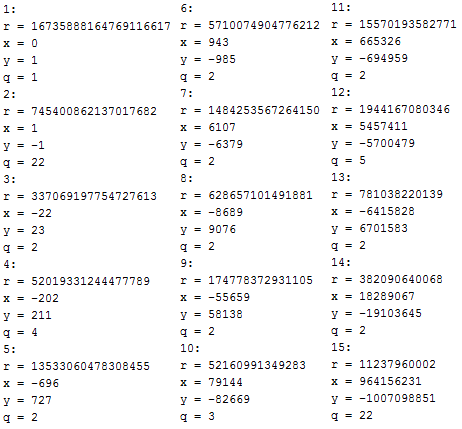 1:
r = 16735888164769116617
x = 0
y = 1
q = 1
2:
r = 745400862137017682
x = 1
y = -1
q = 22
3:
r = 337069197754727613
x = -22
y = 23
q = 2
4:
r = 52019331244477789
x = -202
y = 211
q = 4
5:
r = 13533060478308455
x = -696
y = 727
q = 2
6:
r = 5710074904776212
x = 943
y = -985
q = 2
7:
r = 1484253567264150
x = 6107
y = -6379
q = 2
8:
r = 628657101491881
x = -8689
y = 9076
q = 2
9:
r = 174778372931105
x = -55659
y = 58138
q = 2
10:
r = 52160991349283
x = 79144
y = -82669
q = 3
11:
r = 15570193582771
x = 665326
y = -694959
q = 2
12:
r = 1944167080346
x = 5457411
y = -5700479
q = 5
13:
r = 781038220139
x = -6415828
y = 6701583
q = 2
14:
r = 382090640068
x = 18289067
y = -19103645
q = 2
15:
r = 11237960002
x = 964156231
y = -1007098851
q = 22